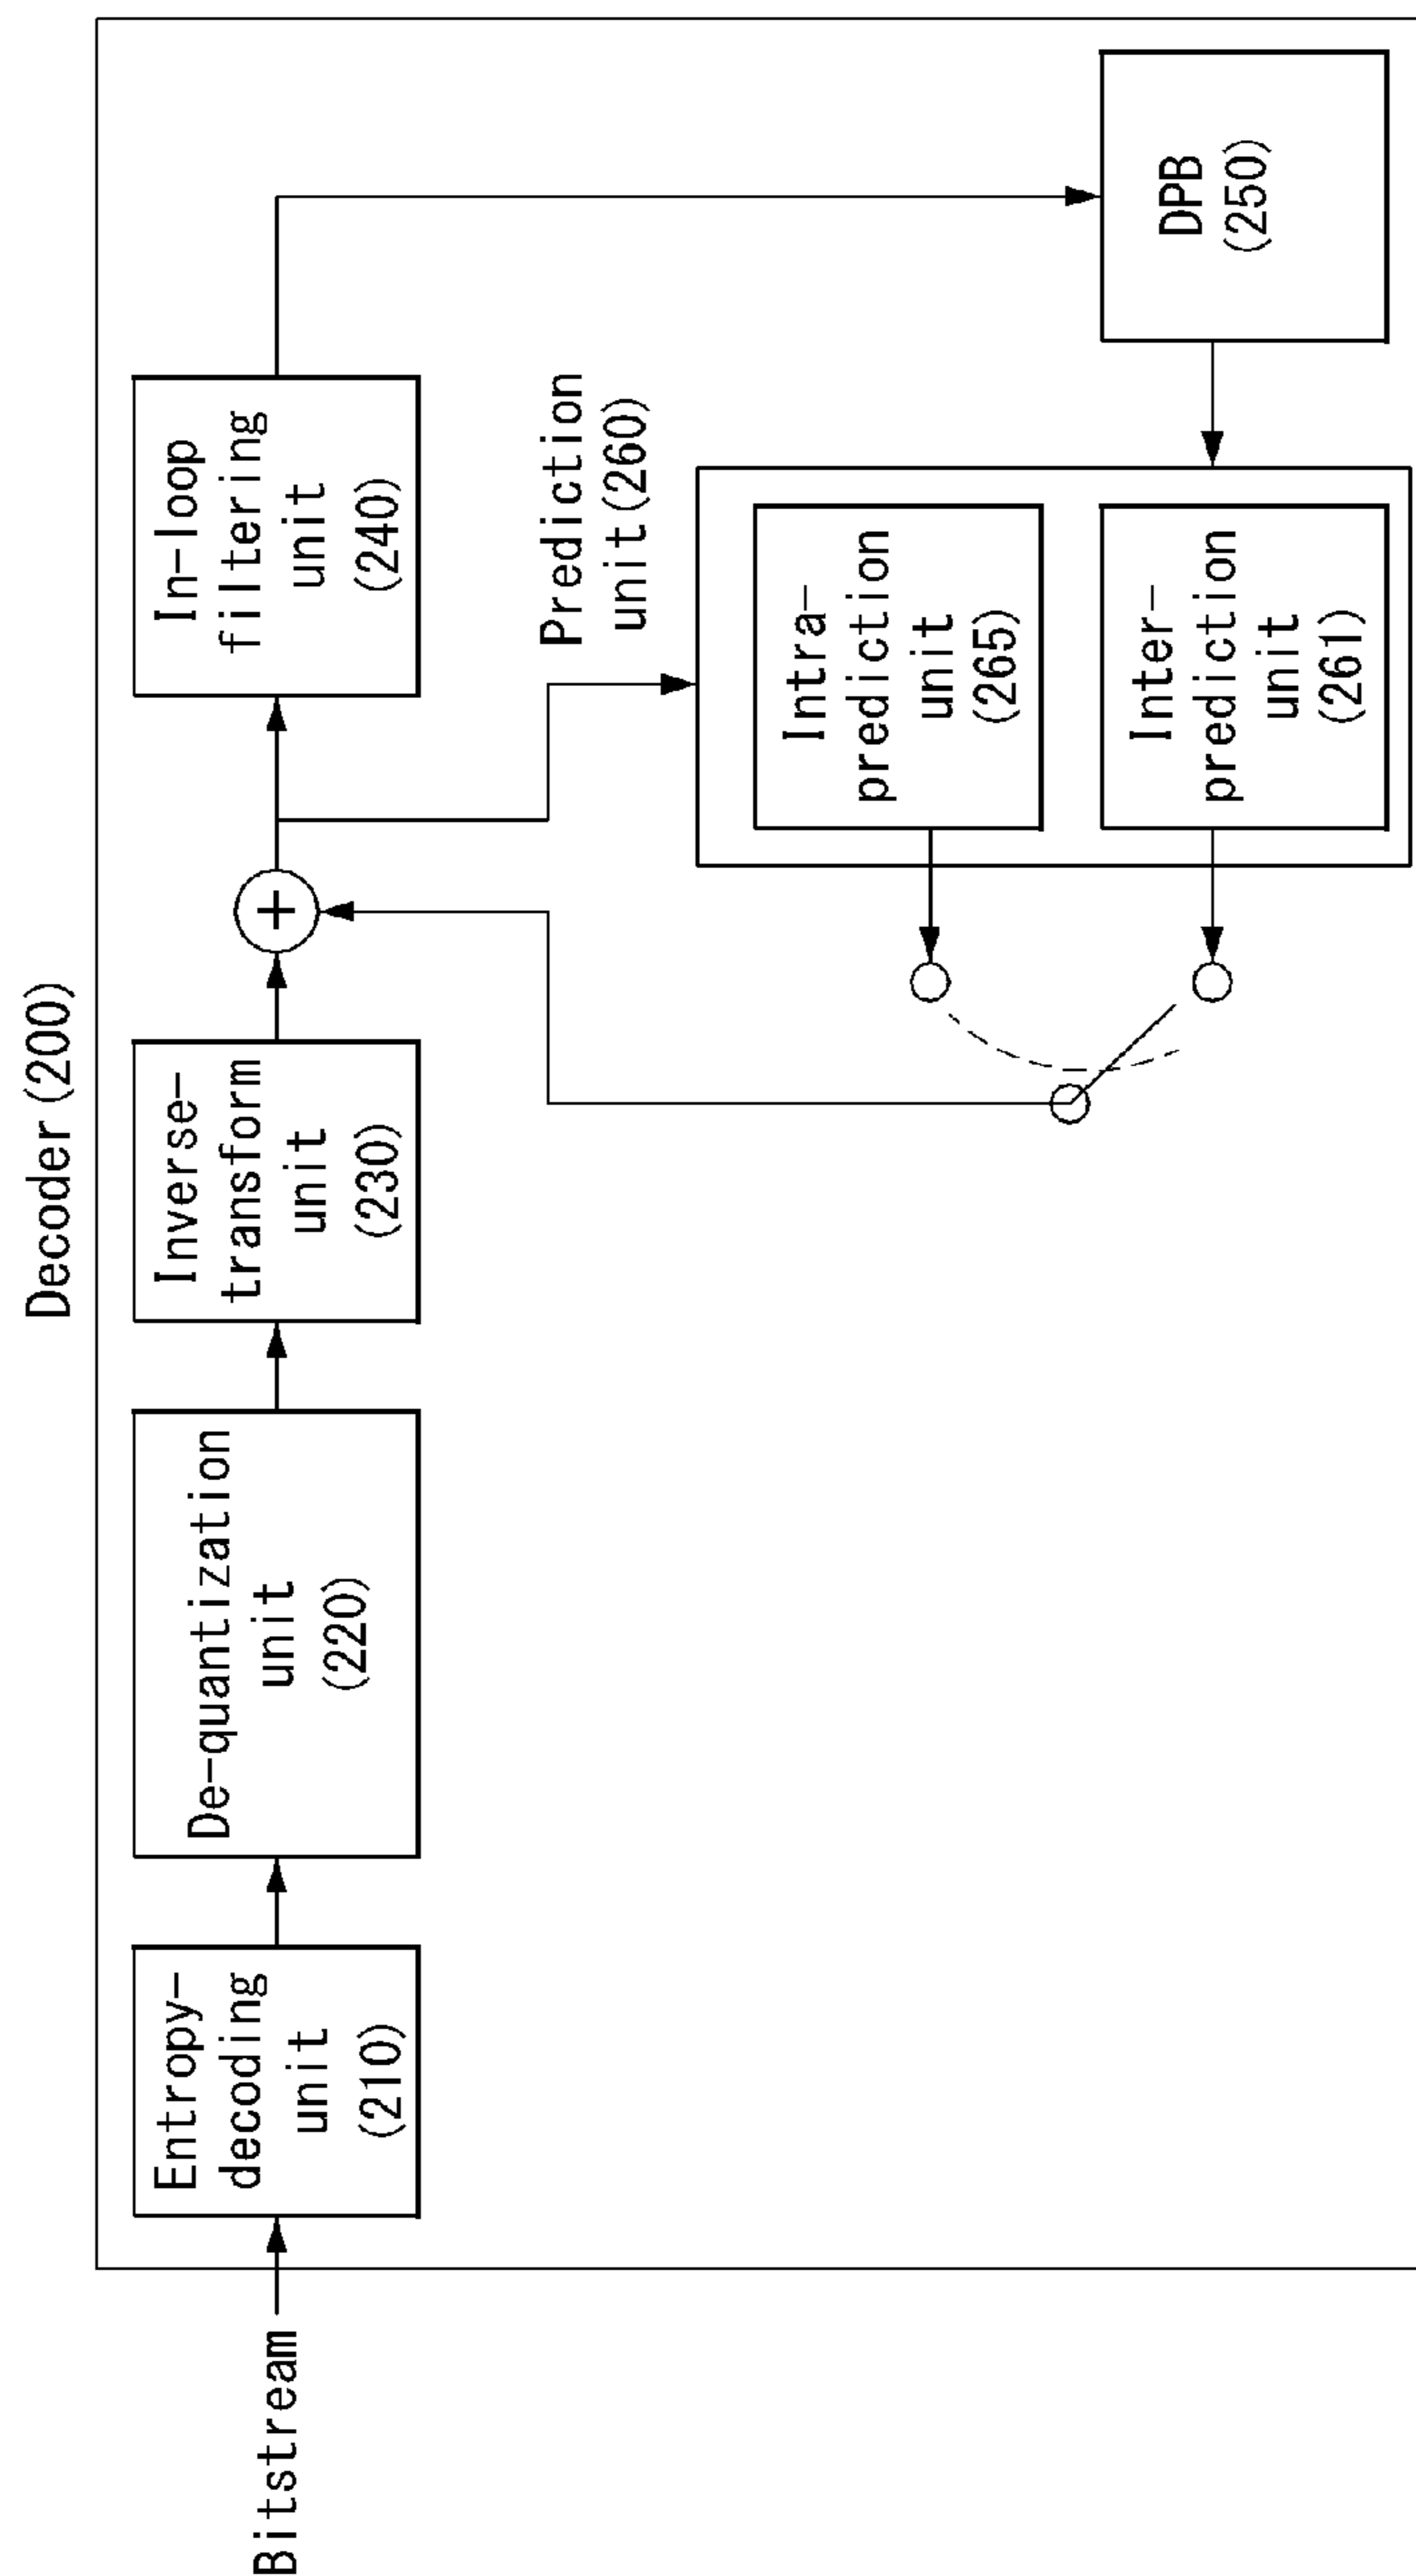 Decoder (200)
Bitstream
Entropy-
decoding
unit
(210)
De-quantization
unit
(220)
Inverse-
transform
unit
(230)
+
In-loop
filtering
unit
(240)
Prediction
unit (260)
Intra-
prediction
unit
(265)
Inter-
prediction
unit
(261)
DPB
(250)